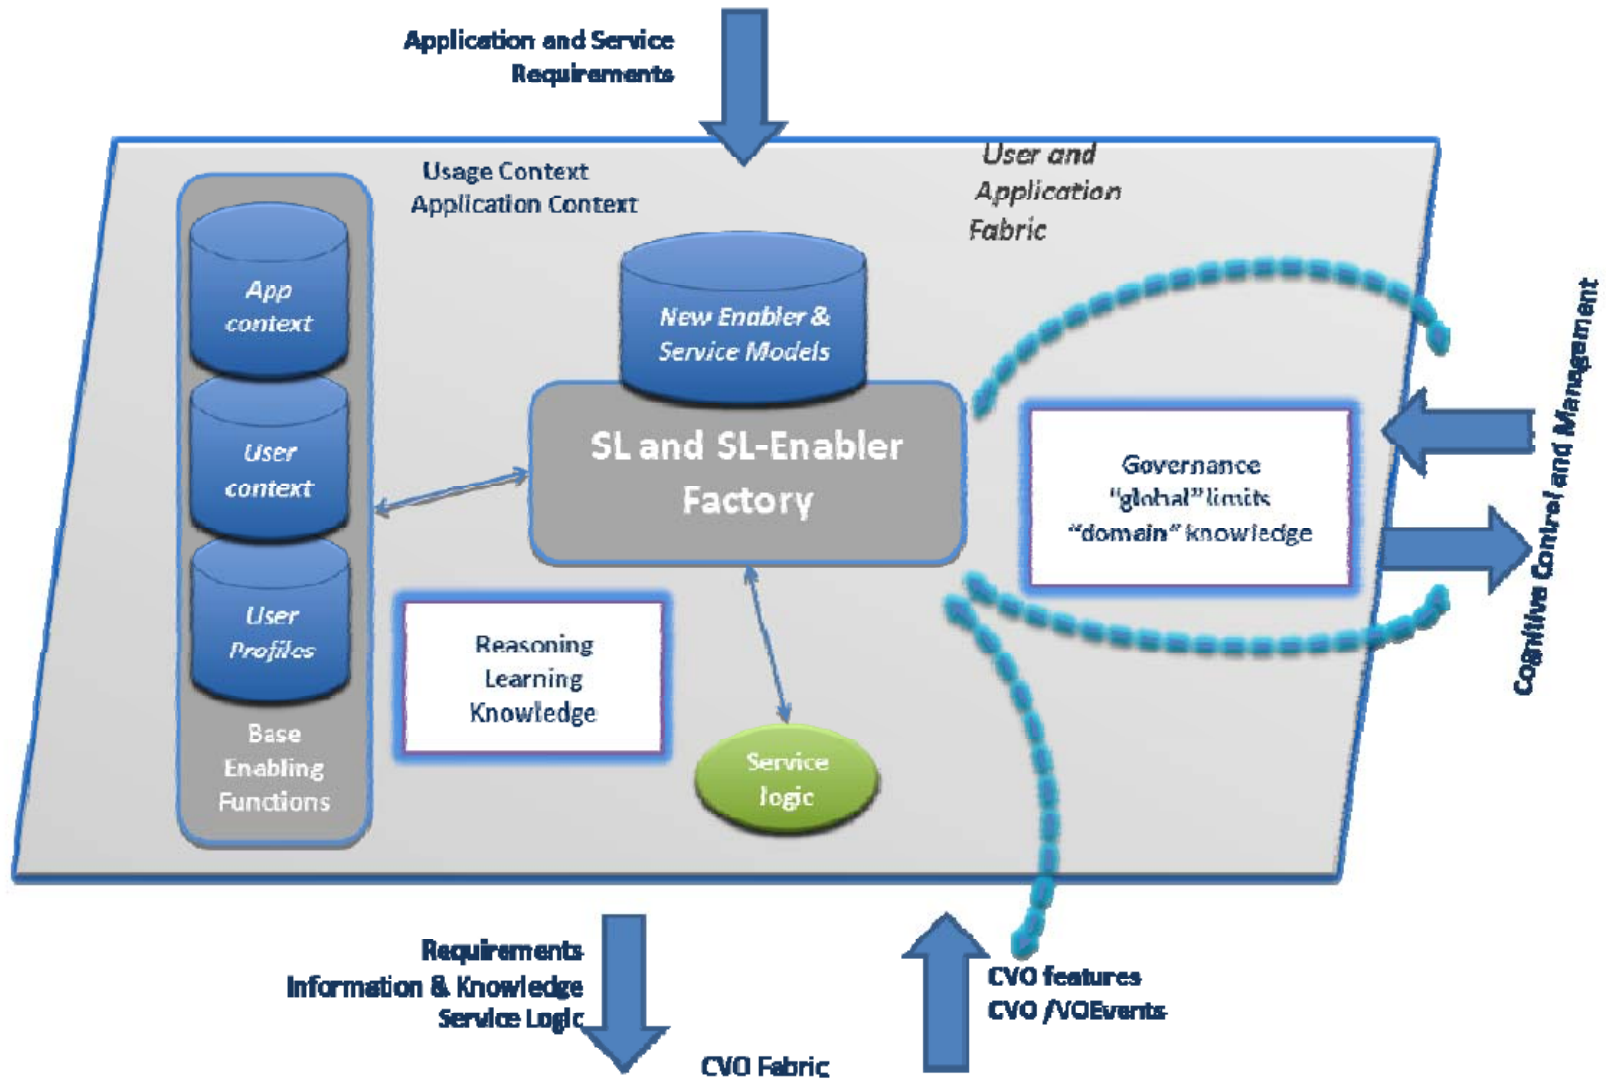 Application and Service
Requirements
User and
Application
Fabric
Usage Context
Application Context
App
context
User
context
User
Profiles
Base
Enabling
Functions
New Enabler &
Service Models
SL and SL-Enabler
Factory
Governance
“global” limits
“domain” knowledge
Cognitive Control and Management
Reasoning
Learning
Knowledge
Service
logic
Requirements
Information & Knowledge
Service Logic
CVO features
CVO /VOEvents
CVO Fabric